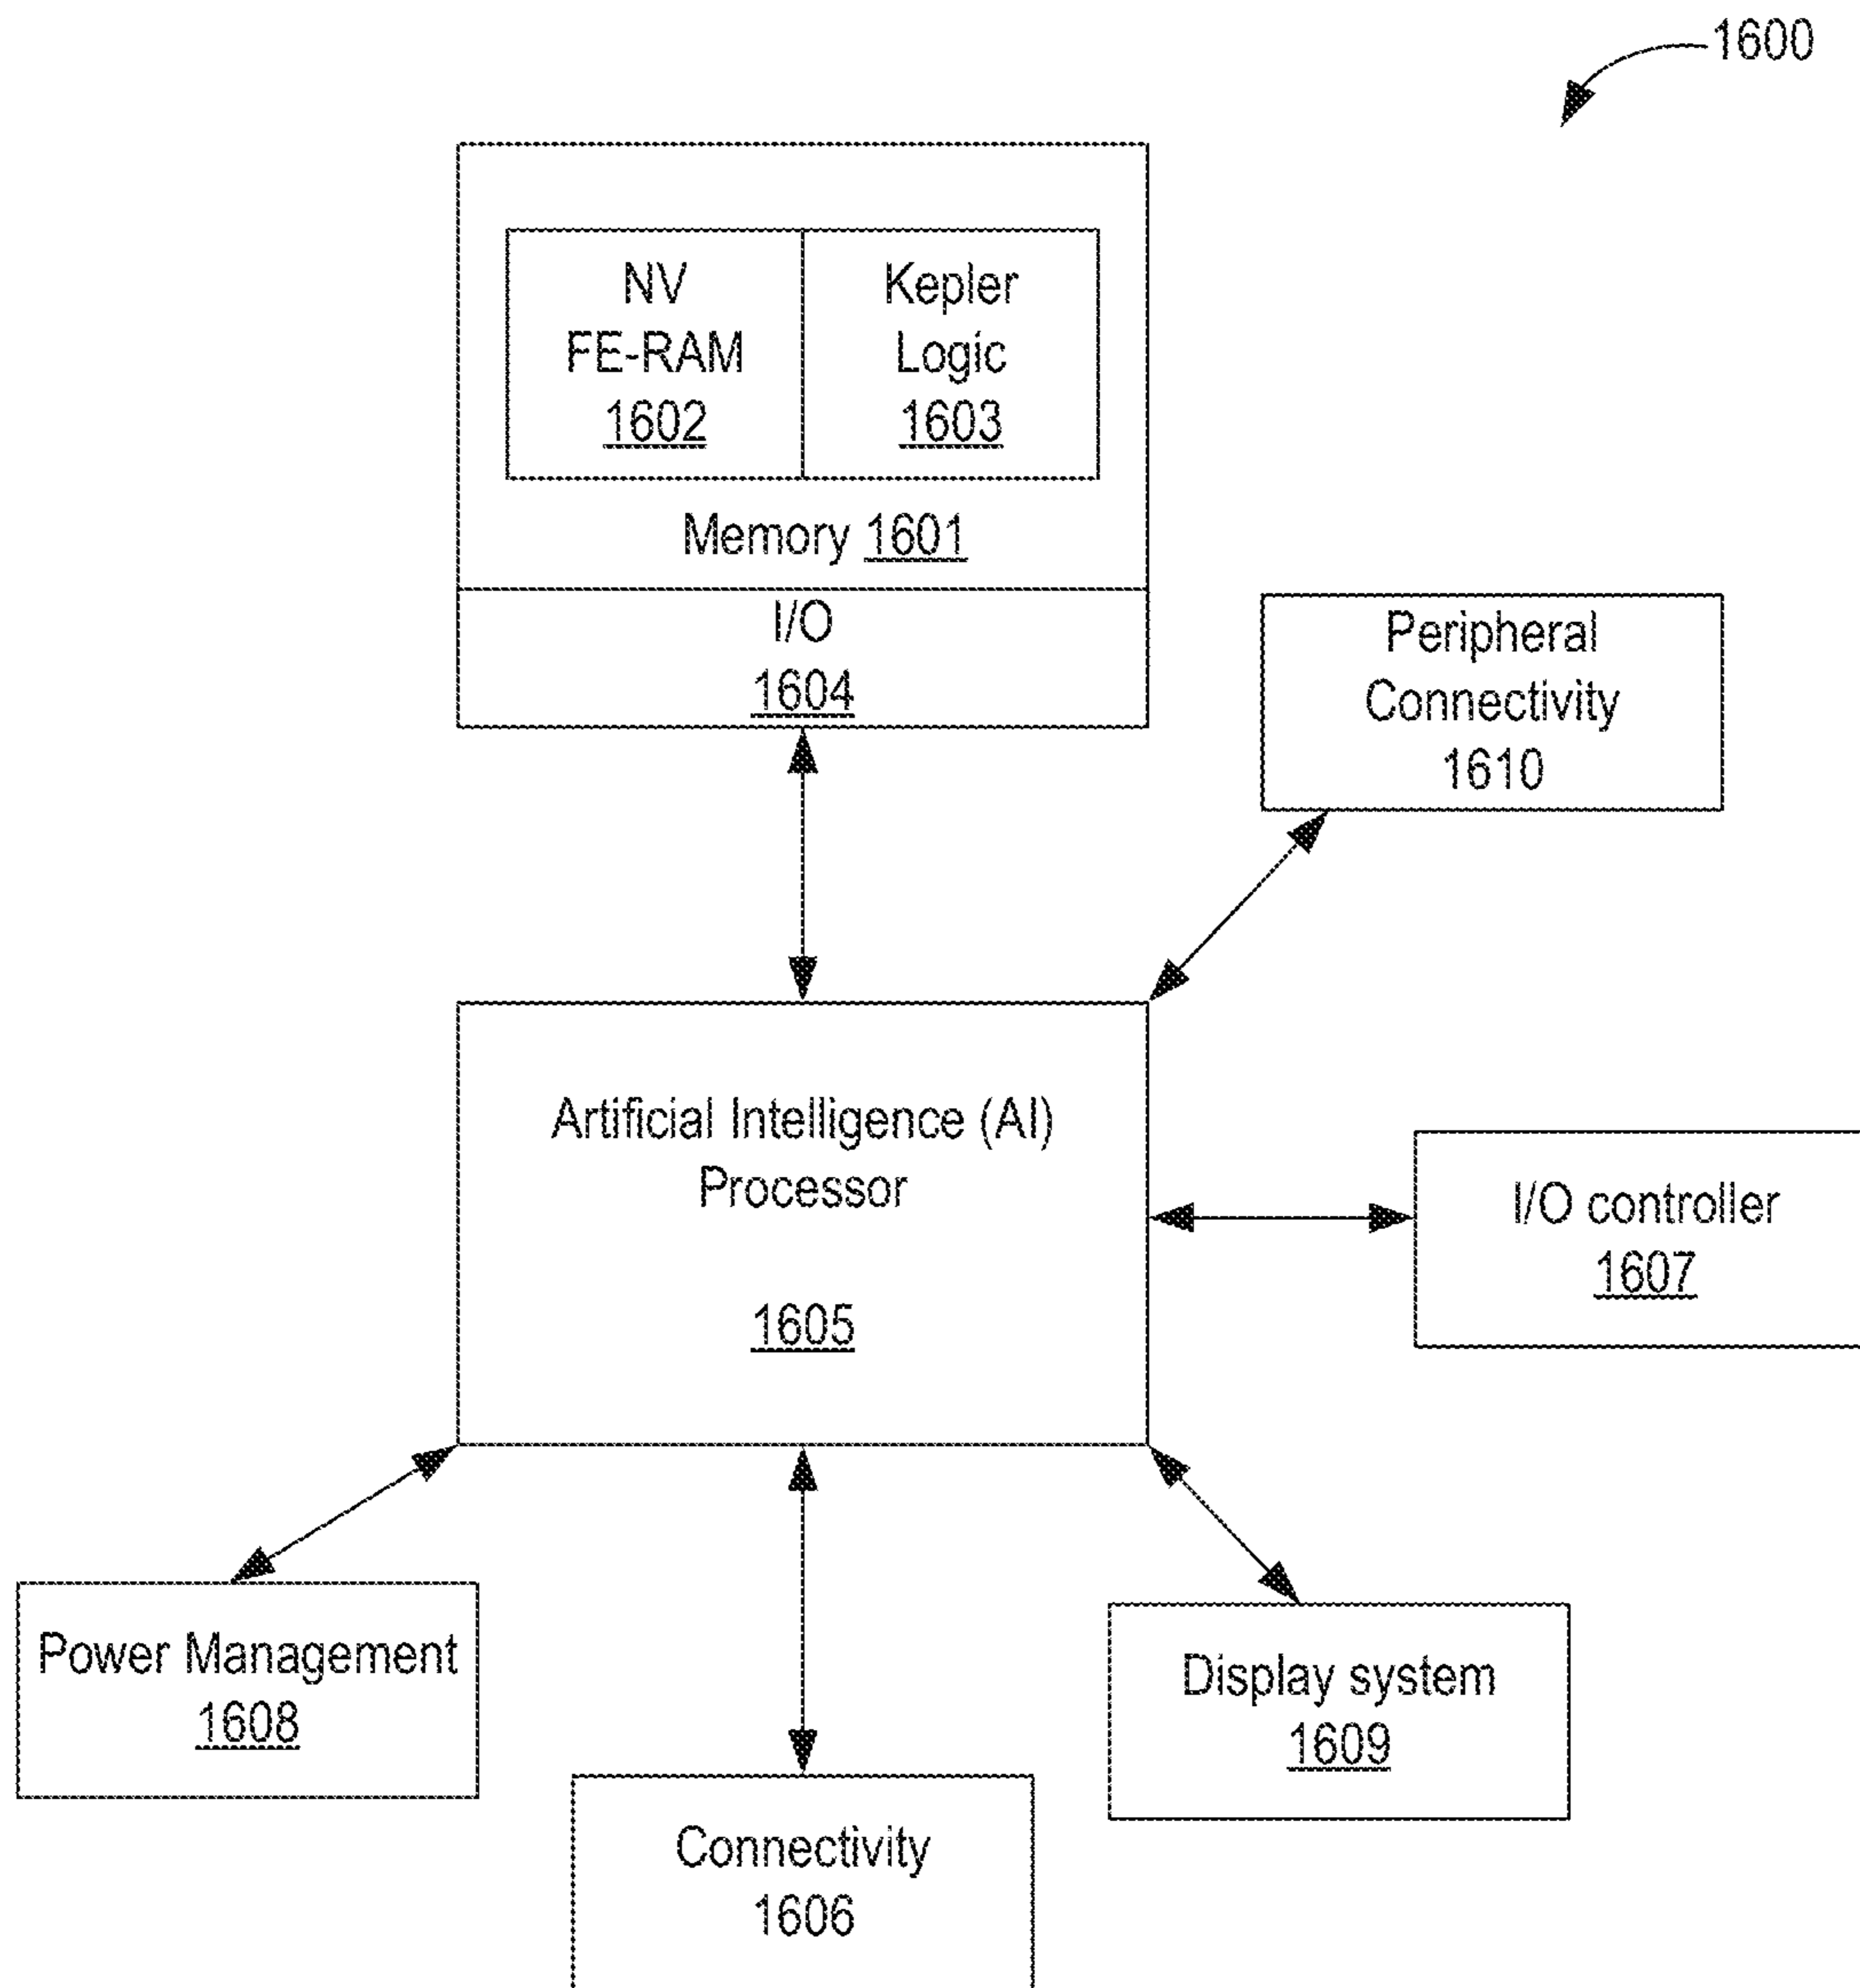 1600
NV
FE-RAM
1602
Kepler
Logic
1603
Memory 1601
I/O
1604
Peripheral
Connectivity
1610
Artificial Intelligence (AI)
Processor
1605
I/O controller
1607
Power Management
1608
Display system
1609
Connectivity
1606